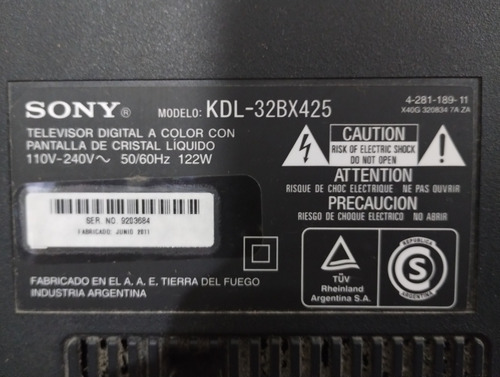 SONY®
MODELO: KDL-32BX425
4-281-189-11
X40G 320834 7A ZA
TELEVISOR DIGITAL A COLOR CON
PANTALLA DE CRISTAL LÍQUIDO
110V-240V～ 50/60Hz 122W
SER. NO. 9203684
FABRICADO: JUNIO 2011
FABRICADO EN EL A. A. E. TIERRA DEL FUEGO
INDUSTRIA ARGENTINA
CAUTION
RISK OF ELECTRIC SHOCK
DO NOT OPEN
ATTENTION
RISQUE DE CHOC ELECTRIQUE NE PAS OUVRIR
PRECAUCION
RIESGO DE CHOQUE ELECTRICO NO ABRIR
TÜV
Rheinland
Argentina S.A.
REPUBLICA
S
ARGENTINA